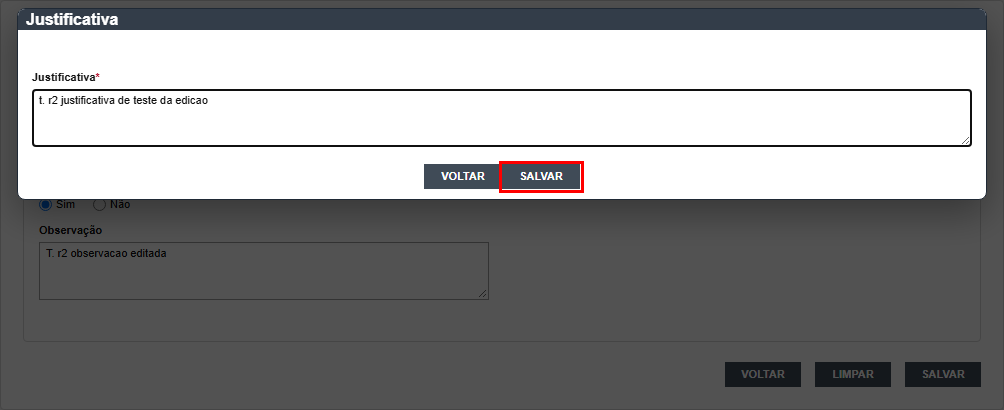 Justificativa
Justificativa*
t. r2 justificativa de teste da edicao
VOLTAR SALVAR
Sim Não
Observação
T. r2 observacao editada
VOLTAR LIMPAR SALVAR